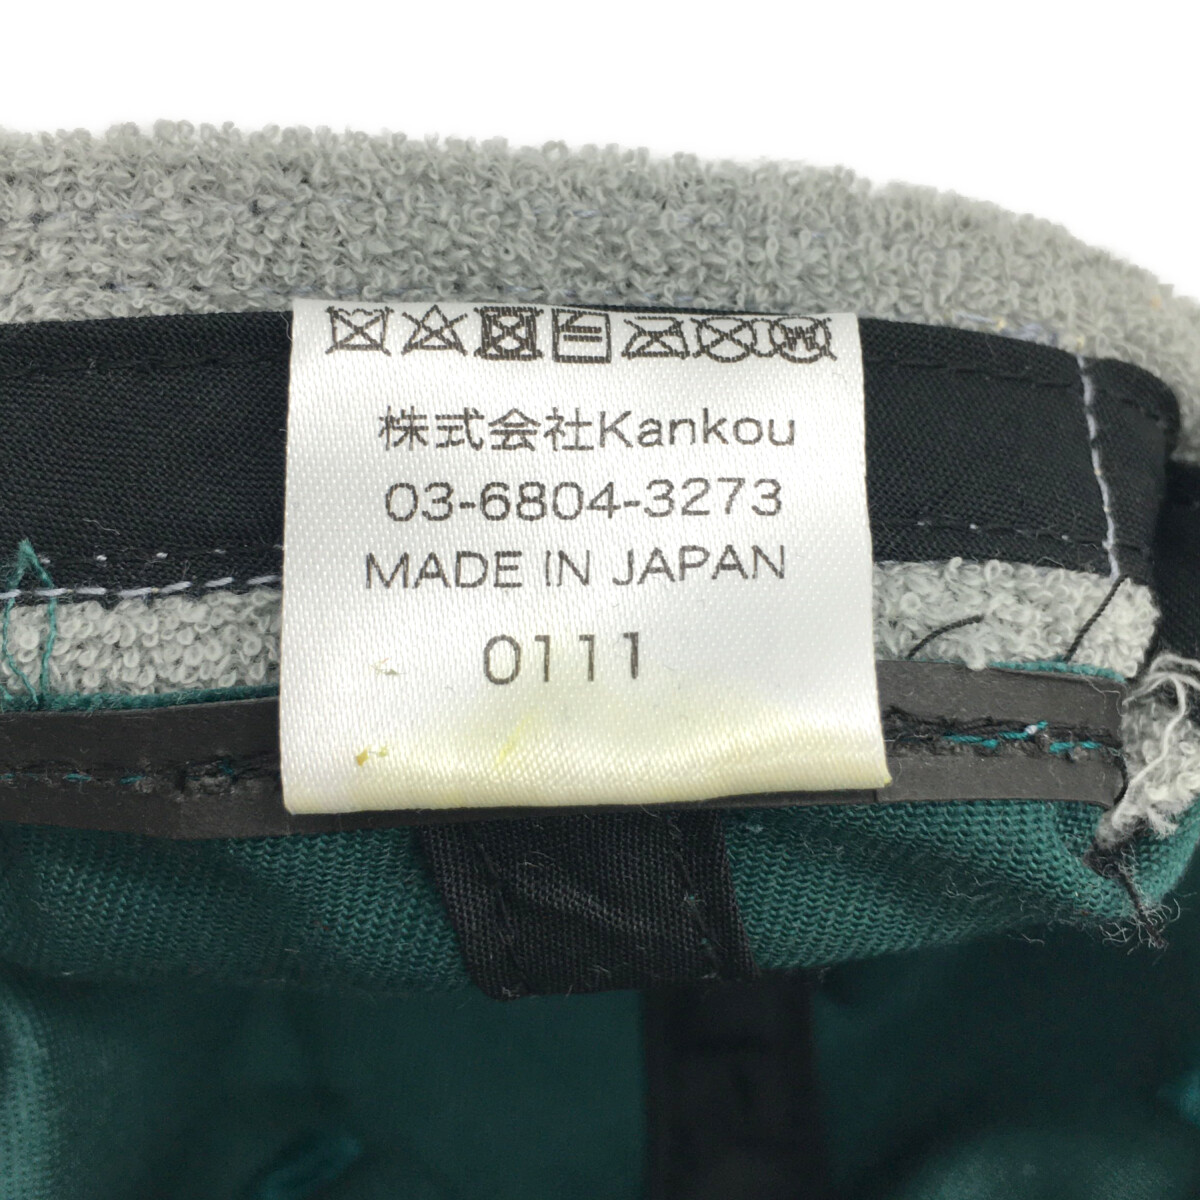 株式会社Kankou
03-6804-3273
MADE IN JAPAN
0111